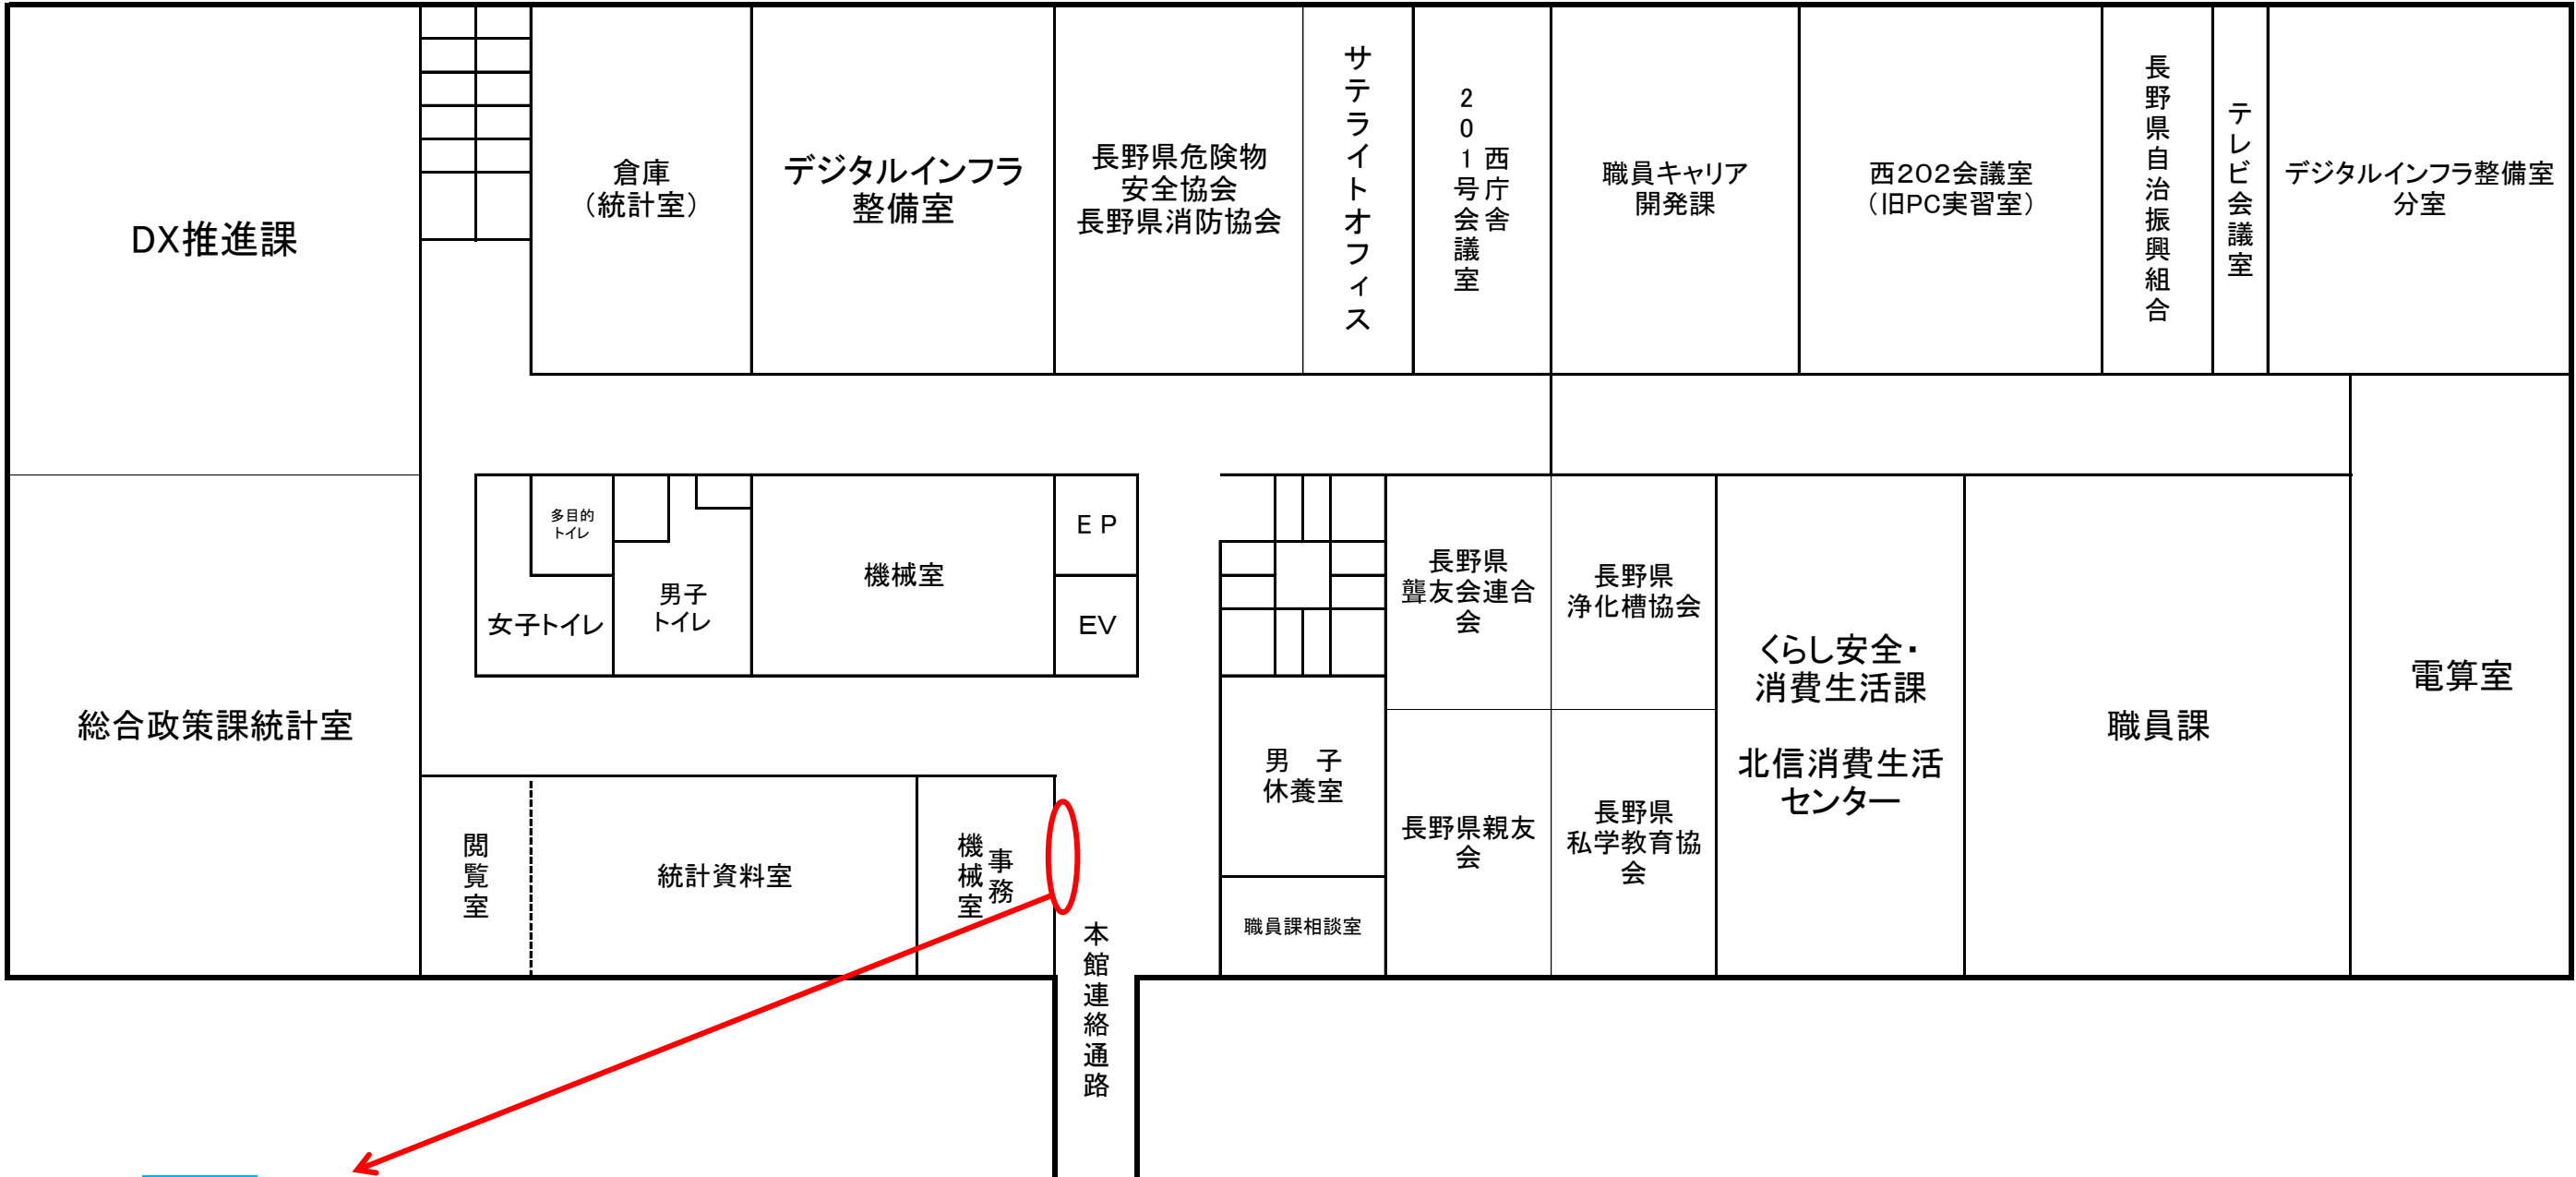 DX推進課
倉庫
（統計室）
デジタルインフラ
整備室
長野県危険物
安全協会
長野県消防協会
サテライトオフィス
西庁舎
201号会議室
職員キャリア
開発課
西202会議室
（旧PC実習室）
長野県自治振興組合
テレビ会議室
デジタルインフラ整備室
分室
総合政策課統計室
多目的
トイレ
女子トイレ
男子
トイレ
機械室
ＥＰ
EV
長野県
聾友会連合
会
長野県
浄化槽協会
くらし安全・
消費生活課
北信消費生活
センター
職員課
電算室
男　子
休養室
長野県親友
会
長野県
私学教育協
会
職員課相談室
閲覧室
統計資料室
事務
機械室
本館連絡通路